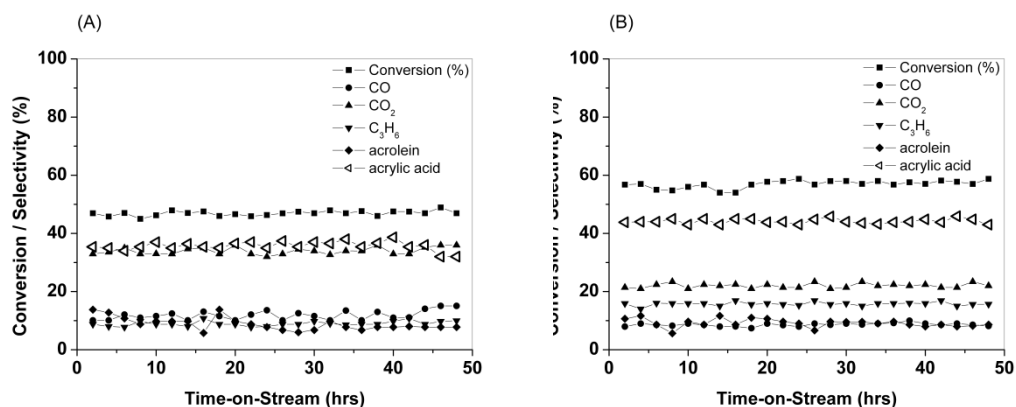 (A)
100
80
60
40
20
0
Conversion / Selectivity (%)
Conversion (%)
CO
CO2
C3H6
acrolein
acrylic acid
0 10 20 30 40 50
Time-on-Stream (hrs)
(B)
100
80
60
40
20
0
Conversion / Selectivity (%)
Conversion (%)
CO
CO2
C3H6
acrolein
acrylic acid
0 10 20 30 40 50
Time-on-Stream (hrs)